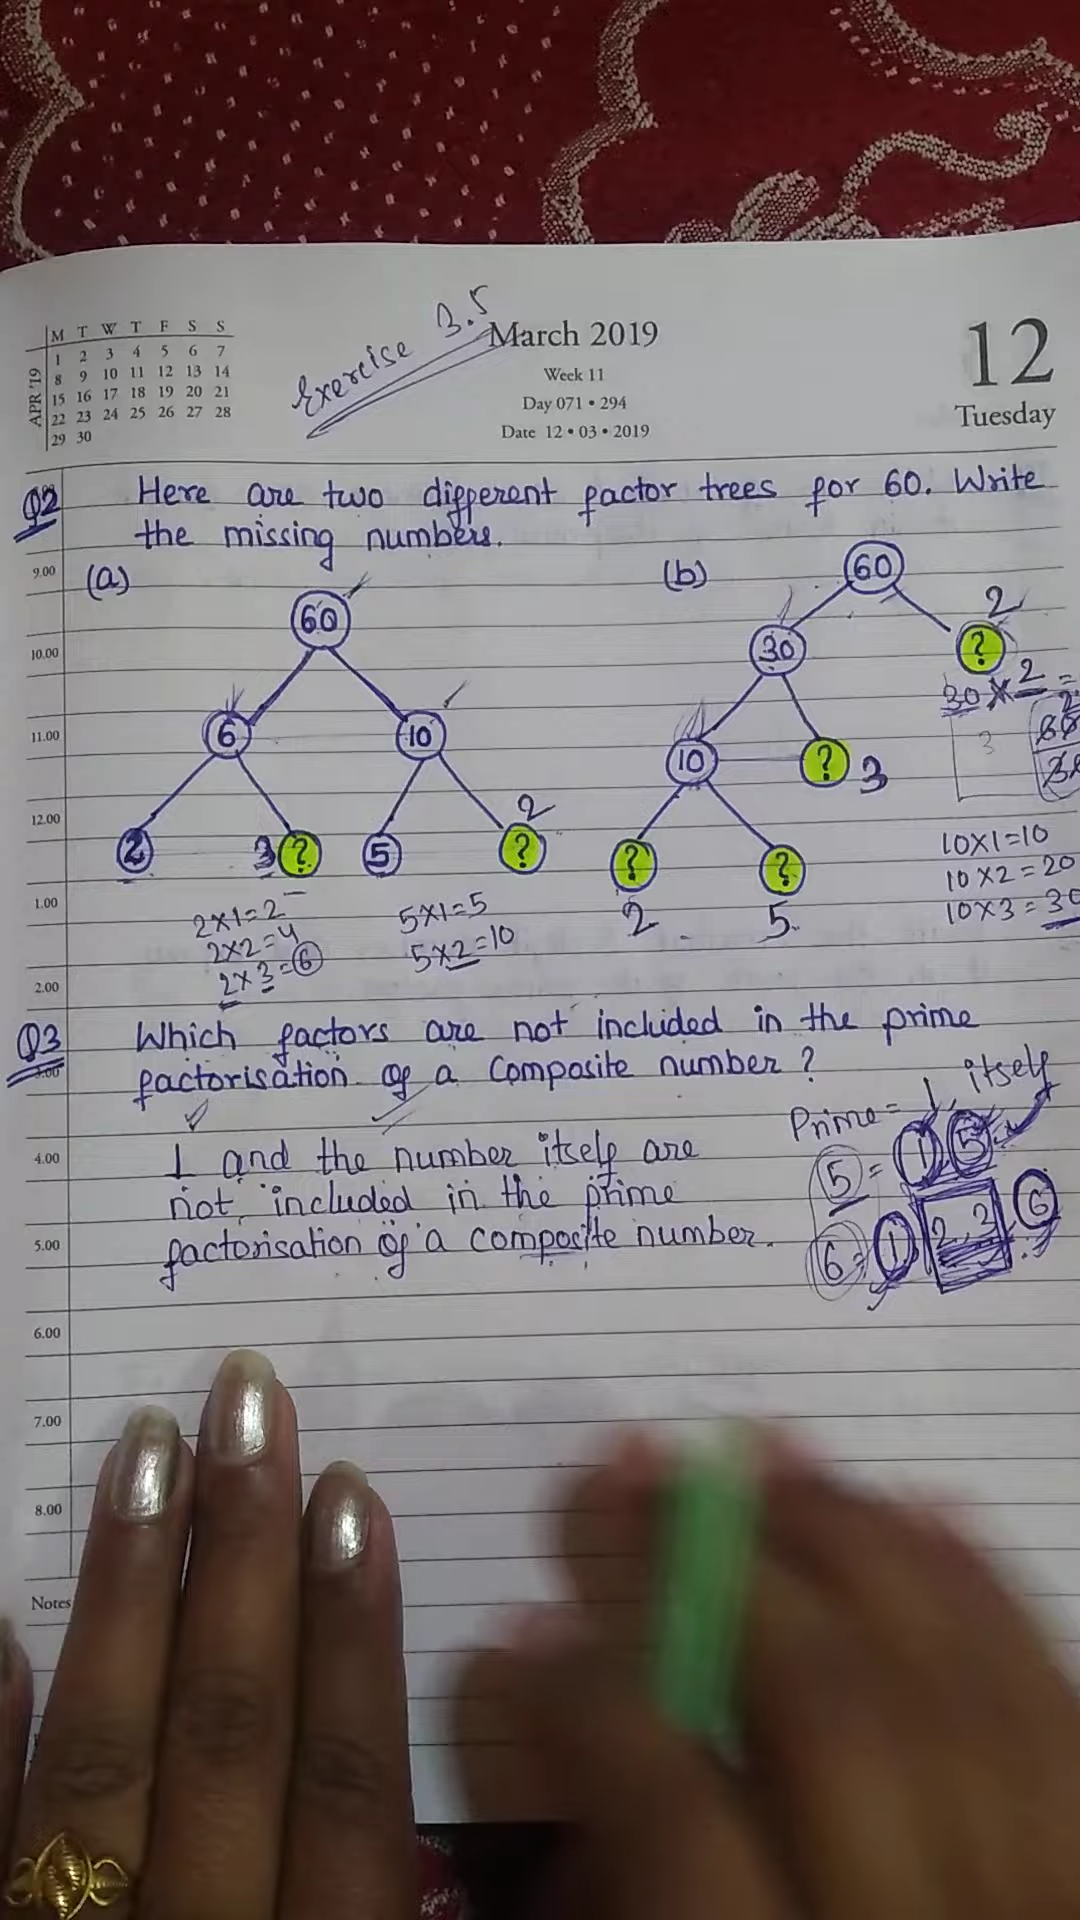 M T W T F S S
APR '19
1 2 3 4 5 6 7
8 9 10 11 12 13 14
15 16 17 18 19 20 21
22 23 24 25 26 27 28
29 30
Exercise 3.5
March 2019
Week 11
Day 071 • 294
Date 12 • 03 • 2019
12
Tuesday
Q2 Here are two different factor trees for 60. Write
the missing numbers.
9.00
(a)
60
10.00
6 10
11.00
2
12.00
2 3 ? 5 ?
1.00
2×1=2
2×2=4
2×3=6
5×1=5
5×2=10
2.00
(b)
60
2
30 ?
30×2=
3
10 ? 3
? ?
2 5
10×1=10
10×2=20
10×3=30
Q3 Which factors are not included in the prime
factorisation of a composite number?
3.00
Prime = 1, itself
4.00
1 and the number itself are
not included in the prime
factorisation of a composite number.
5 = 1, 5
6 = 1 2, 3, 6
5.00
6.00
7.00
8.00
Notes